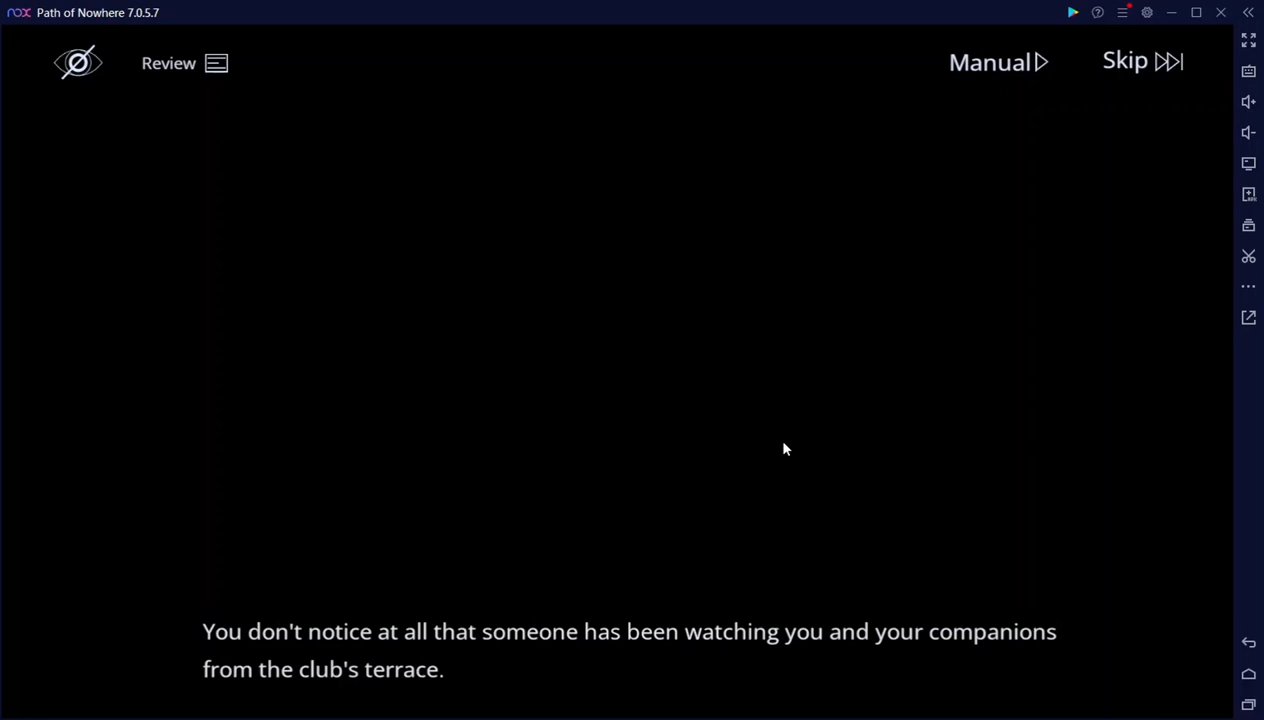 nox Path of Nowhere 7.0.5.7
Review
Manual
Skip
You don't notice at all that someone has been watching you and your companions
from the club's terrace.